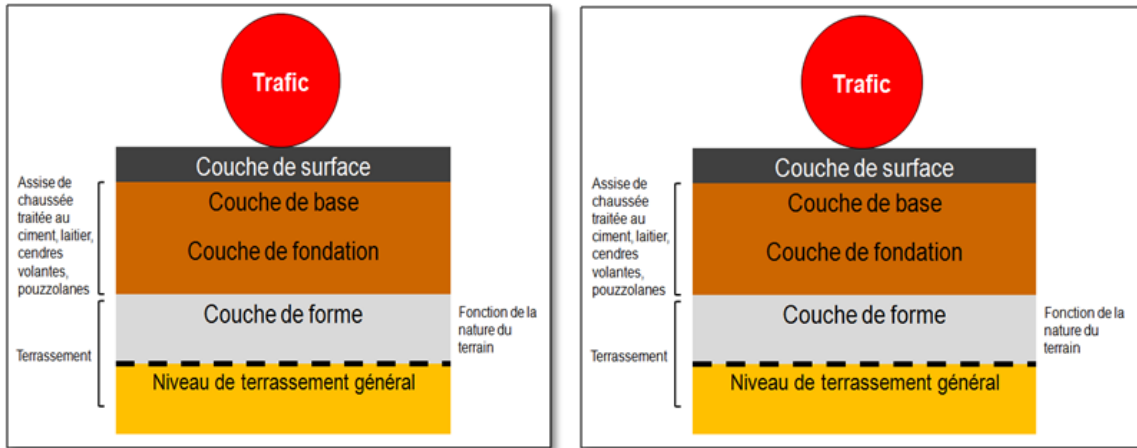 Trafic
Couche de surface
Assise de
chaussée
traitée au
ciment, laitier,
cendres
volantes,
pouzzolanes
Couche de base
Couche de fondation
Couche de forme
Fonction de la
nature du
terrain
Terrassement
Niveau de terrassement général
Trafic
Couche de surface
Assise de
chaussée
traitée au
ciment, laitier,
cendres
volantes,
pouzzolanes
Couche de base
Couche de fondation
Couche de forme
Fonction de la
nature du
terrain
Terrassement
Niveau de terrassement général